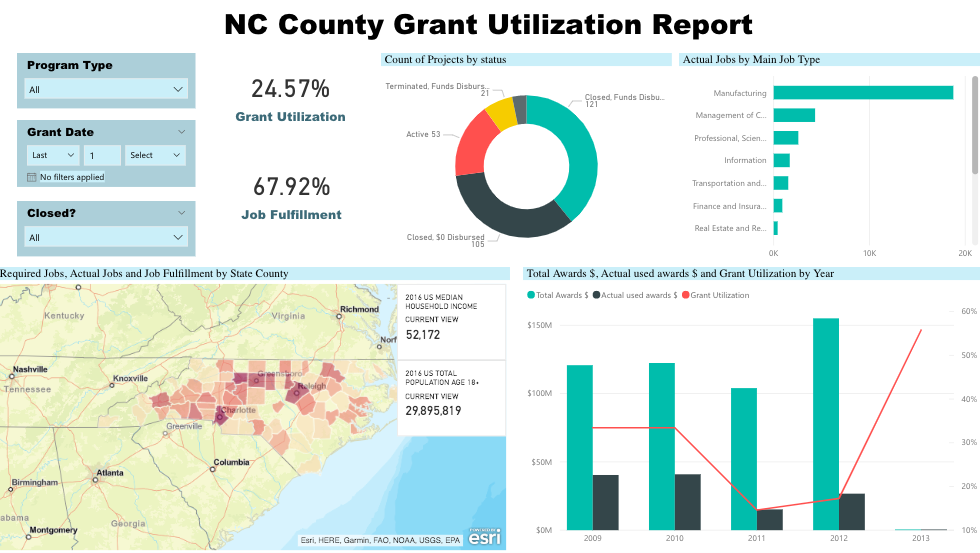 NC County Grant Utilization Report
Program Type
All
Grant Date
Last
1
Select
No filters applied
Closed?
All
24.57%
Grant Utilization
67.92%
Job Fulfillment
Count of Projects by status
Terminated, Funds Disburs...
21
Closed, Funds Disbu...
121
Active 53
Closed, $0 Disbursed
105
Actual Jobs by Main Job Type
Manufacturing
Management of C...
Professional, Scien...
Information
Transportation and...
Finance and Insura...
Real Estate and Re...
0K
10K
20K
Required Jobs, Actual Jobs and Job Fulfillment by State County
Kentucky
Virginia
Richmond
Norf
Nashville
Tennessee
Knoxville
Greensboro
Raleigh
Charlotte
Greenville
Columbia
Atlanta
Birmingham
abama
Georgia
Montgomery
2016 US MEDIAN
HOUSEHOLD INCOME
CURRENT VIEW
52,172
2016 US TOTAL
POPULATION AGE 18+
CURRENT VIEW
29,895,819
Esri, HERE, Garmin, FAO, NOAA, USGS, EPA
POWERED BY
esri
Total Awards $, Actual used awards $ and Grant Utilization by Year
Total Awards $
Actual used awards $
Grant Utilization
$150M
$100M
$50M
$0M
60%
50%
40%
30%
20%
10%
2009
2010
2011
2012
2013